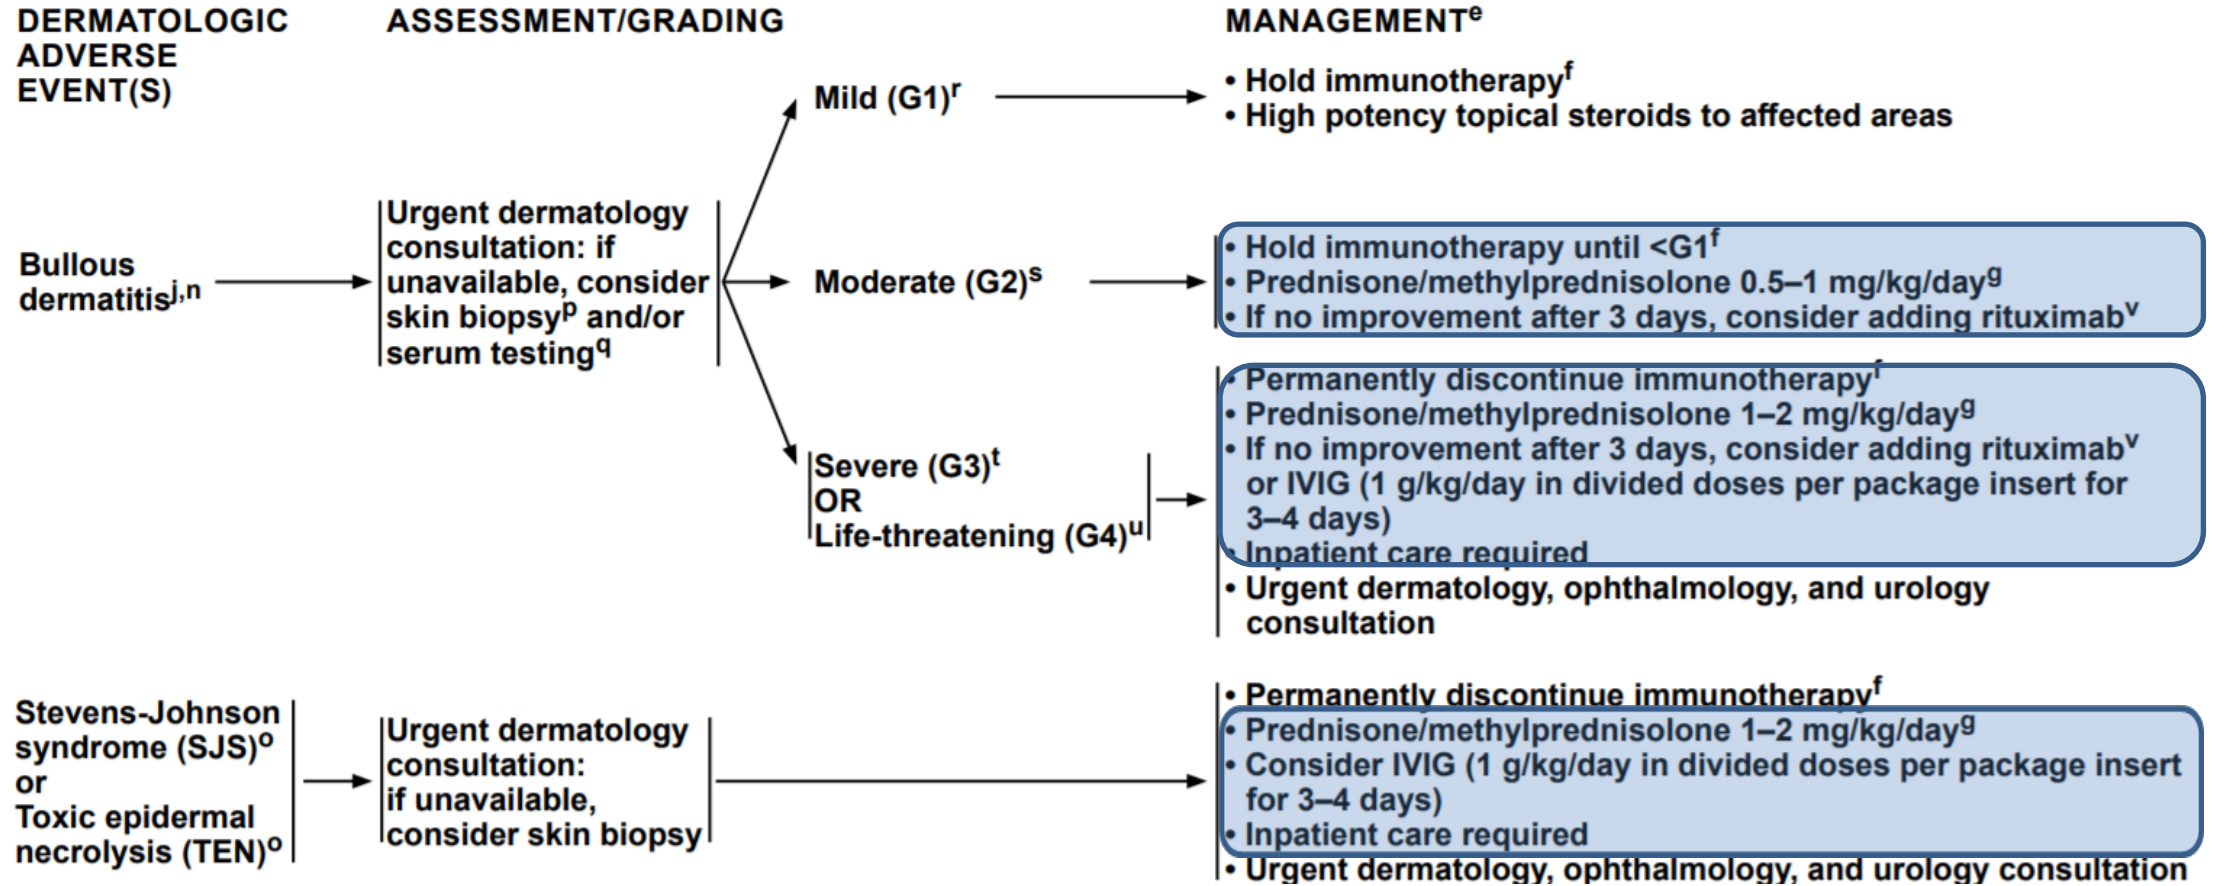 DERMATOLOGIC
ADVERSE
EVENT(S)
ASSESSMENT/GRADING
MANAGEMENTᵉ
Bullous
dermatitisʲ,ⁿ
Urgent dermatology
consultation: if
unavailable, consider
skin biopsyᵖ and/or
serum testing^q
Mild (G1)ʳ
• Hold immunotherapyᶠ
• High potency topical steroids to affected areas
Moderate (G2)ˢ
• Hold immunotherapy until <G1ᶠ
• Prednisone/methylprednisolone 0.5–1 mg/kg/dayᵍ
• If no improvement after 3 days, consider adding rituximabᵛ
Severe (G3)ᵗ
OR
Life-threatening (G4)ᵘ
• Permanently discontinue immunotherapyᶠ
• Prednisone/methylprednisolone 1–2 mg/kg/dayᵍ
• If no improvement after 3 days, consider adding rituximabᵛ
or IVIG (1 g/kg/day in divided doses per package insert for
3–4 days)
• Inpatient care required
• Urgent dermatology, ophthalmology, and urology
consultation
Stevens-Johnson
syndrome (SJS)ᵒ
or
Toxic epidermal
necrolysis (TEN)ᵒ
Urgent dermatology
consultation:
if unavailable,
consider skin biopsy
• Permanently discontinue immunotherapyᶠ
• Prednisone/methylprednisolone 1–2 mg/kg/dayᵍ
• Consider IVIG (1 g/kg/day in divided doses per package insert
for 3–4 days)
• Inpatient care required
• Urgent dermatology, ophthalmology, and urology consultation